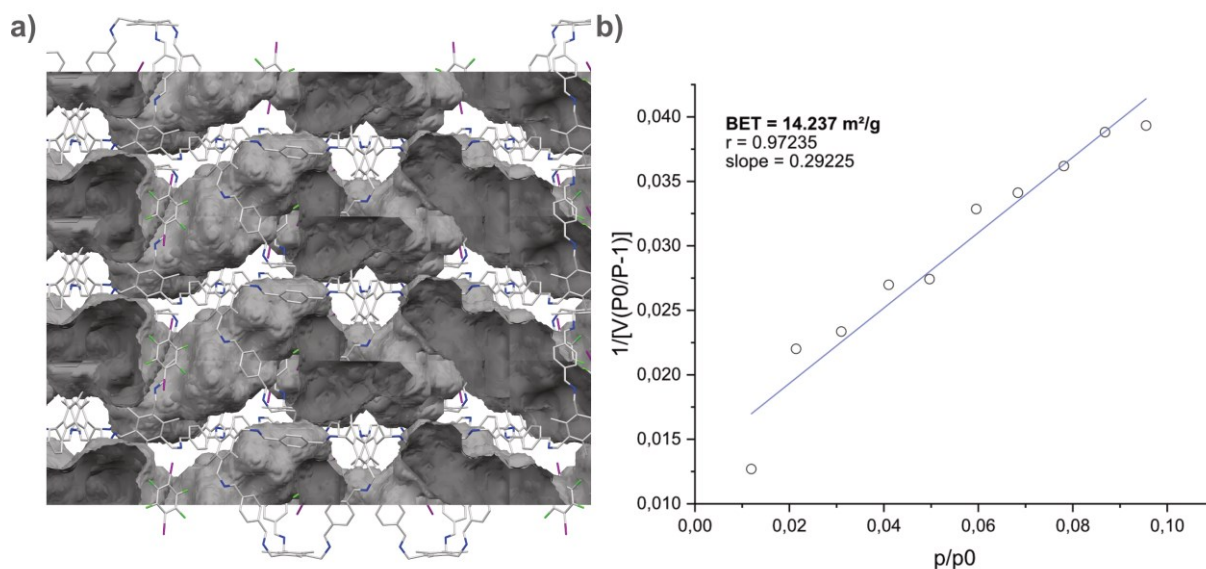 a)
b)
BET = 14.237 m²/g
r = 0.97235
slope = 0.29225
0,040
0,035
0,030
0,025
0,020
0,015
0,010
1/[V(P0/P-1)]
0,00 0,02 0,04 0,06 0,08 0,10
p/p0